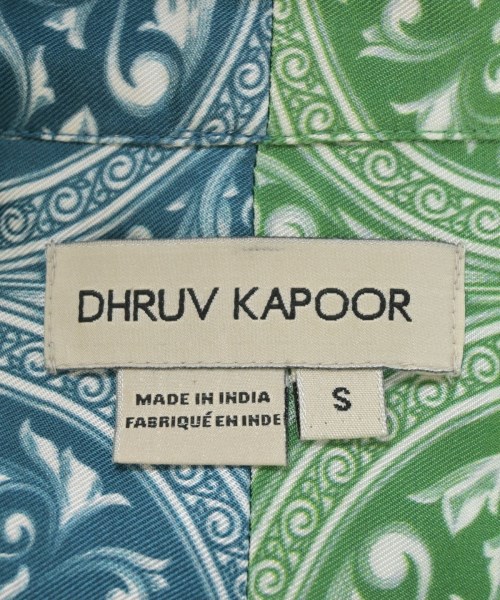 DHRUV KAPOOR
MADE IN INDIA
FABRIQUÉ EN INDE
S